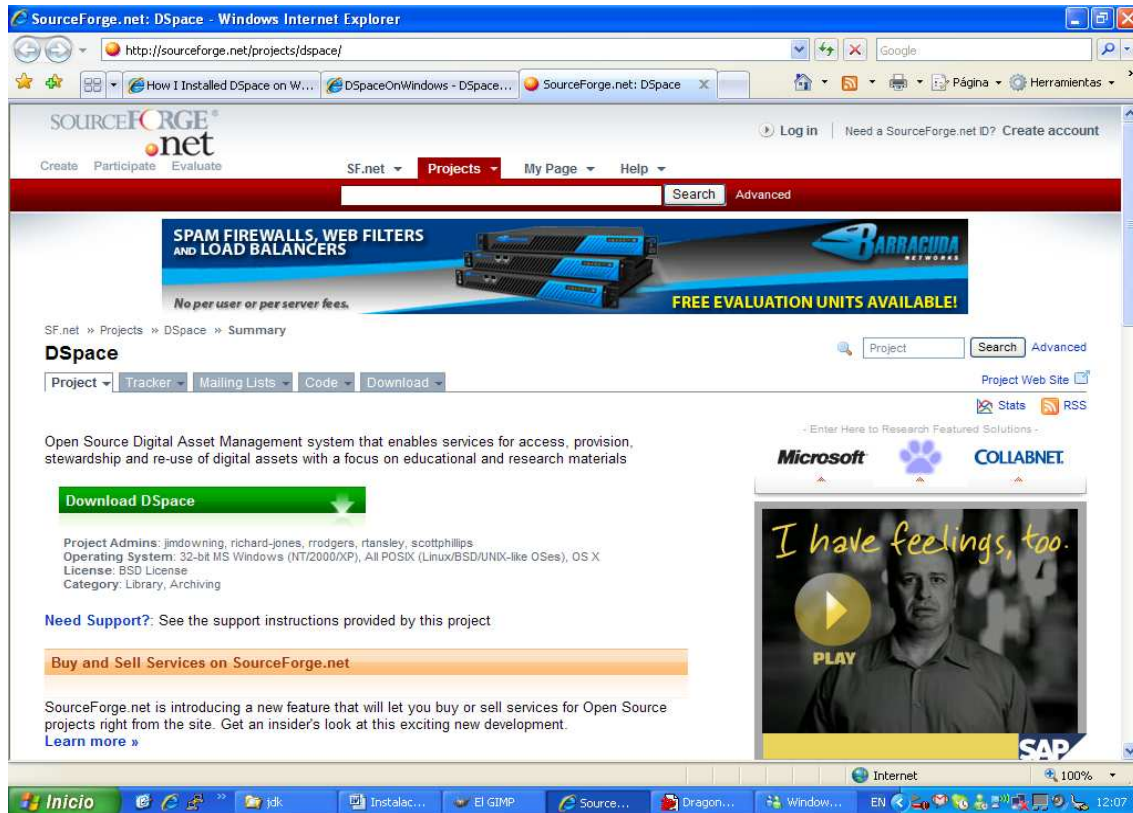 SourceForge.net: DSpace - Windows Internet Explorer
http://sourceforge.net/projects/dspace/
Google
How I Installed DSpace on W...
DSpaceOnWindows - DSpace...
SourceForge.net: DSpace X
Página
Herramientas
SOURCEFORGE®
.net
Create Participate Evaluate
Log in
Need a SourceForge.net ID? Create account
SF.net Projects My Page Help
Search Advanced
SPAM FIREWALLS, WEB FILTERS
AND LOAD BALANCERS
No per user or per server fees.
BARRACUDA
NETWORKS
FREE EVALUATION UNITS AVAILABLE!
SF.net » Projects » DSpace » Summary
DSpace
Project Search Advanced
Project Tracker Mailing Lists Code Download
Project Web Site
Stats RSS
Open Source Digital Asset Management system that enables services for access, provision,
stewardship and re-use of digital assets with a focus on educational and research materials
Download DSpace
Project Admins: jimdowning, richard-jones, rrodgers, rtansley, scottphillips
Operating System: 32-bit MS Windows (NT/2000/XP), All POSIX (Linux/BSD/UNIX-like OSes), OS X
License: BSD License
Category: Library, Archiving
Need Support?: See the support instructions provided by this project
Buy and Sell Services on SourceForge.net
SourceForge.net is introducing a new feature that will let you buy or sell services for Open Source
projects right from the site. Get an insider's look at this exciting new development.
Learn more »
- Enter Here to Research Featured Solutions -
Microsoft
COLLABNET.
I have feelings, too.
PLAY
SAP
Internet
100%
Inicio
jdk
Instalac...
El GIMP
Source...
Dragon...
Window...
EN
12:07